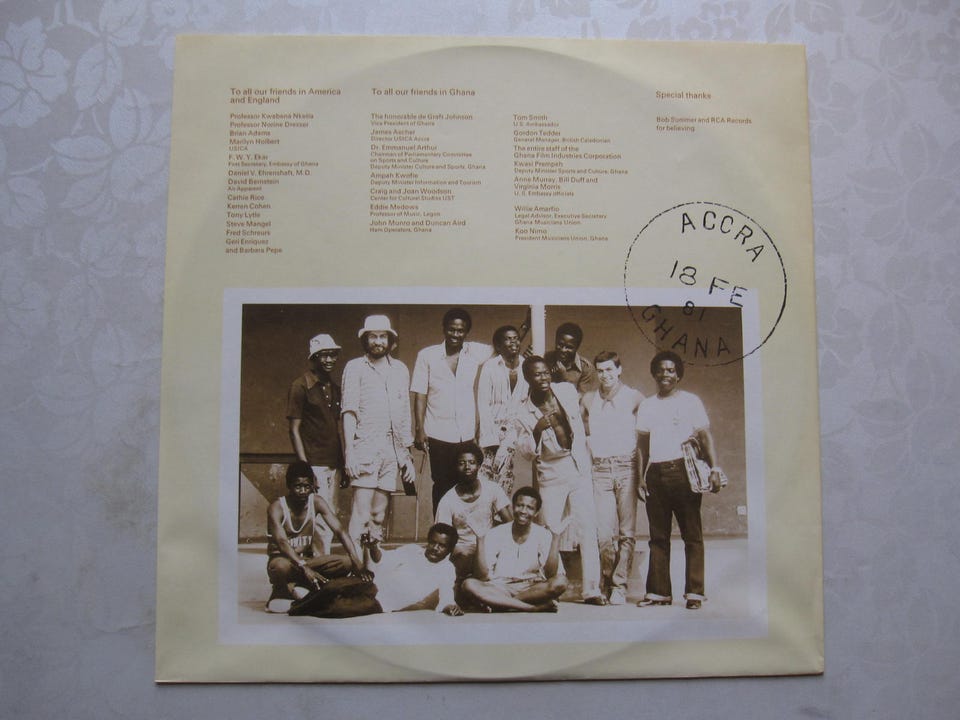 To all our friends in America
and England
Professor Kwabena Nketia
Professor Norine Dresser
Brian Adams
Marilyn Holbert
USICA
F. W. Y. Ekar
First Secretary, Embassy of Ghana
Daniel V. Ehrenshaft, M.D.
David Bernstein
Air Apparent
Cathie Rice
Kerren Cohen
Tony Lytle
Steve Mangel
Fred Schreurs
Geri Enriquez
and Barbara Pepe
To all our friends in Ghana
The honorable de Graft Johnson
Vice President of Ghana
James Ascher
Director USICA Accra
Dr. Emmanuel Arthur
Chairman of Parliamentary Committee
on Sports and Culture
Deputy Minister Culture and Sports, Ghana
Ampah Kwofie
Deputy Minister Information and Tourism
Craig and Joan Woodson
Center for Cultural Studies UST
Eddie Medows
Professor of Music, Legon
John Munro and Duncan Aird
Ham Operators, Ghana
Tom Smith
U.S. Ambassador
Gordon Tedder
General Manager, British Caledonian
The entire staff of the
Ghana Film Industries Corporation
Kwasi Prempeh
Deputy Minister Sports and Culture, Ghana
Anne Murray, Bill Duff and
Virginia Morris
U. S. Embassy officials
Willie Amarfio
Legal Advisor, Executive Secretary
Ghana Musicians Union
Koo Nimo
President Musicians Union, Ghana
Special thanks
Bob Summer and RCA Records
for believing
ACCRA
18 FE
81
GHANA